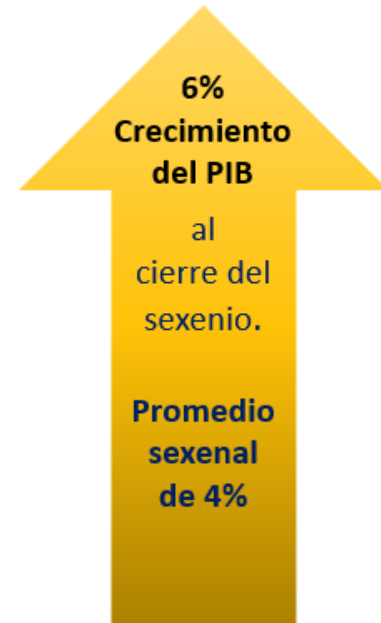 6%
Crecimiento
del PIB
al
cierre del
sexenio.
Promedio
sexenal
de 4%